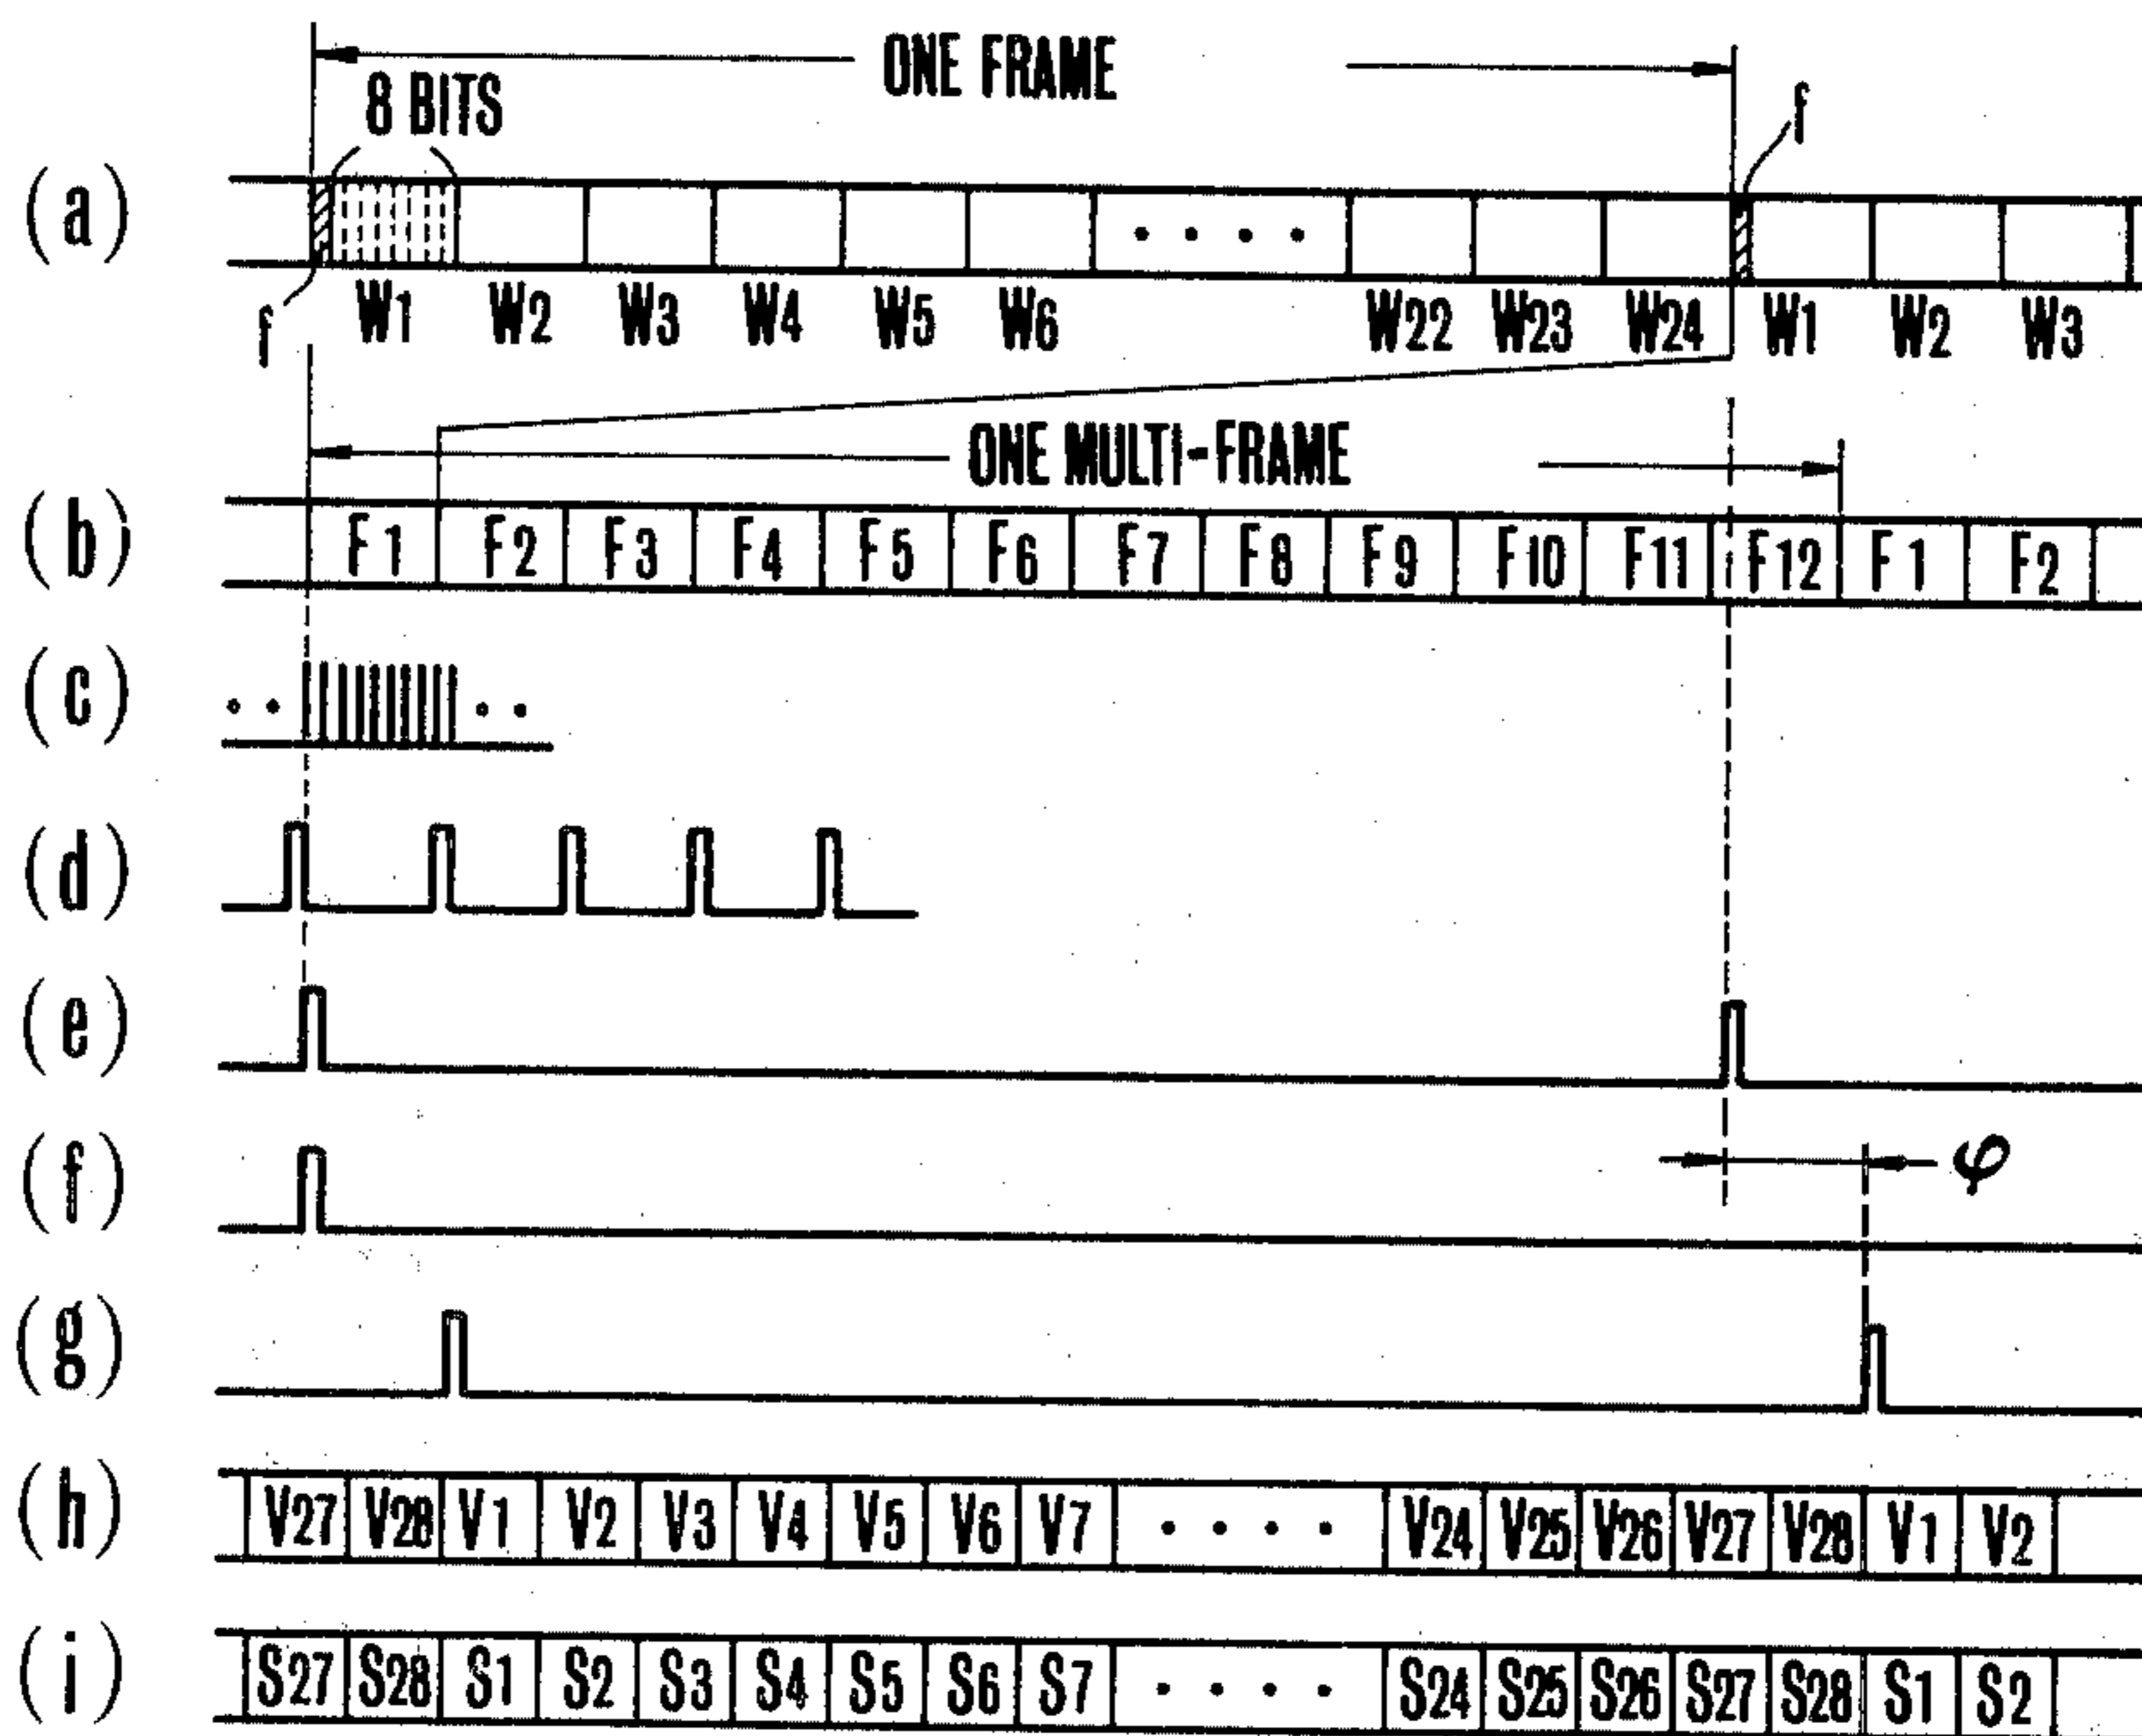 ONE FRAME
8 BITS
f
(a)
f
W1 W2 W3 W4 W5 W6 W22 W23 W24 W1 W2 W3
ONE MULTI-FRAME
(b) F1 F2 F3 F4 F5 F6 F7 F8 F9 F10 F11 F12 F1 F2
(c)
(d)
(e)
(f) φ
(g)
(h) V27 V28 V1 V2 V3 V4 V5 V6 V7 .... V24 V25 V26 V27 V28 V1 V2
(i) S27 S28 S1 S2 S3 S4 S5 S6 S7 .... S24 S25 S26 S27 S28 S1 S2